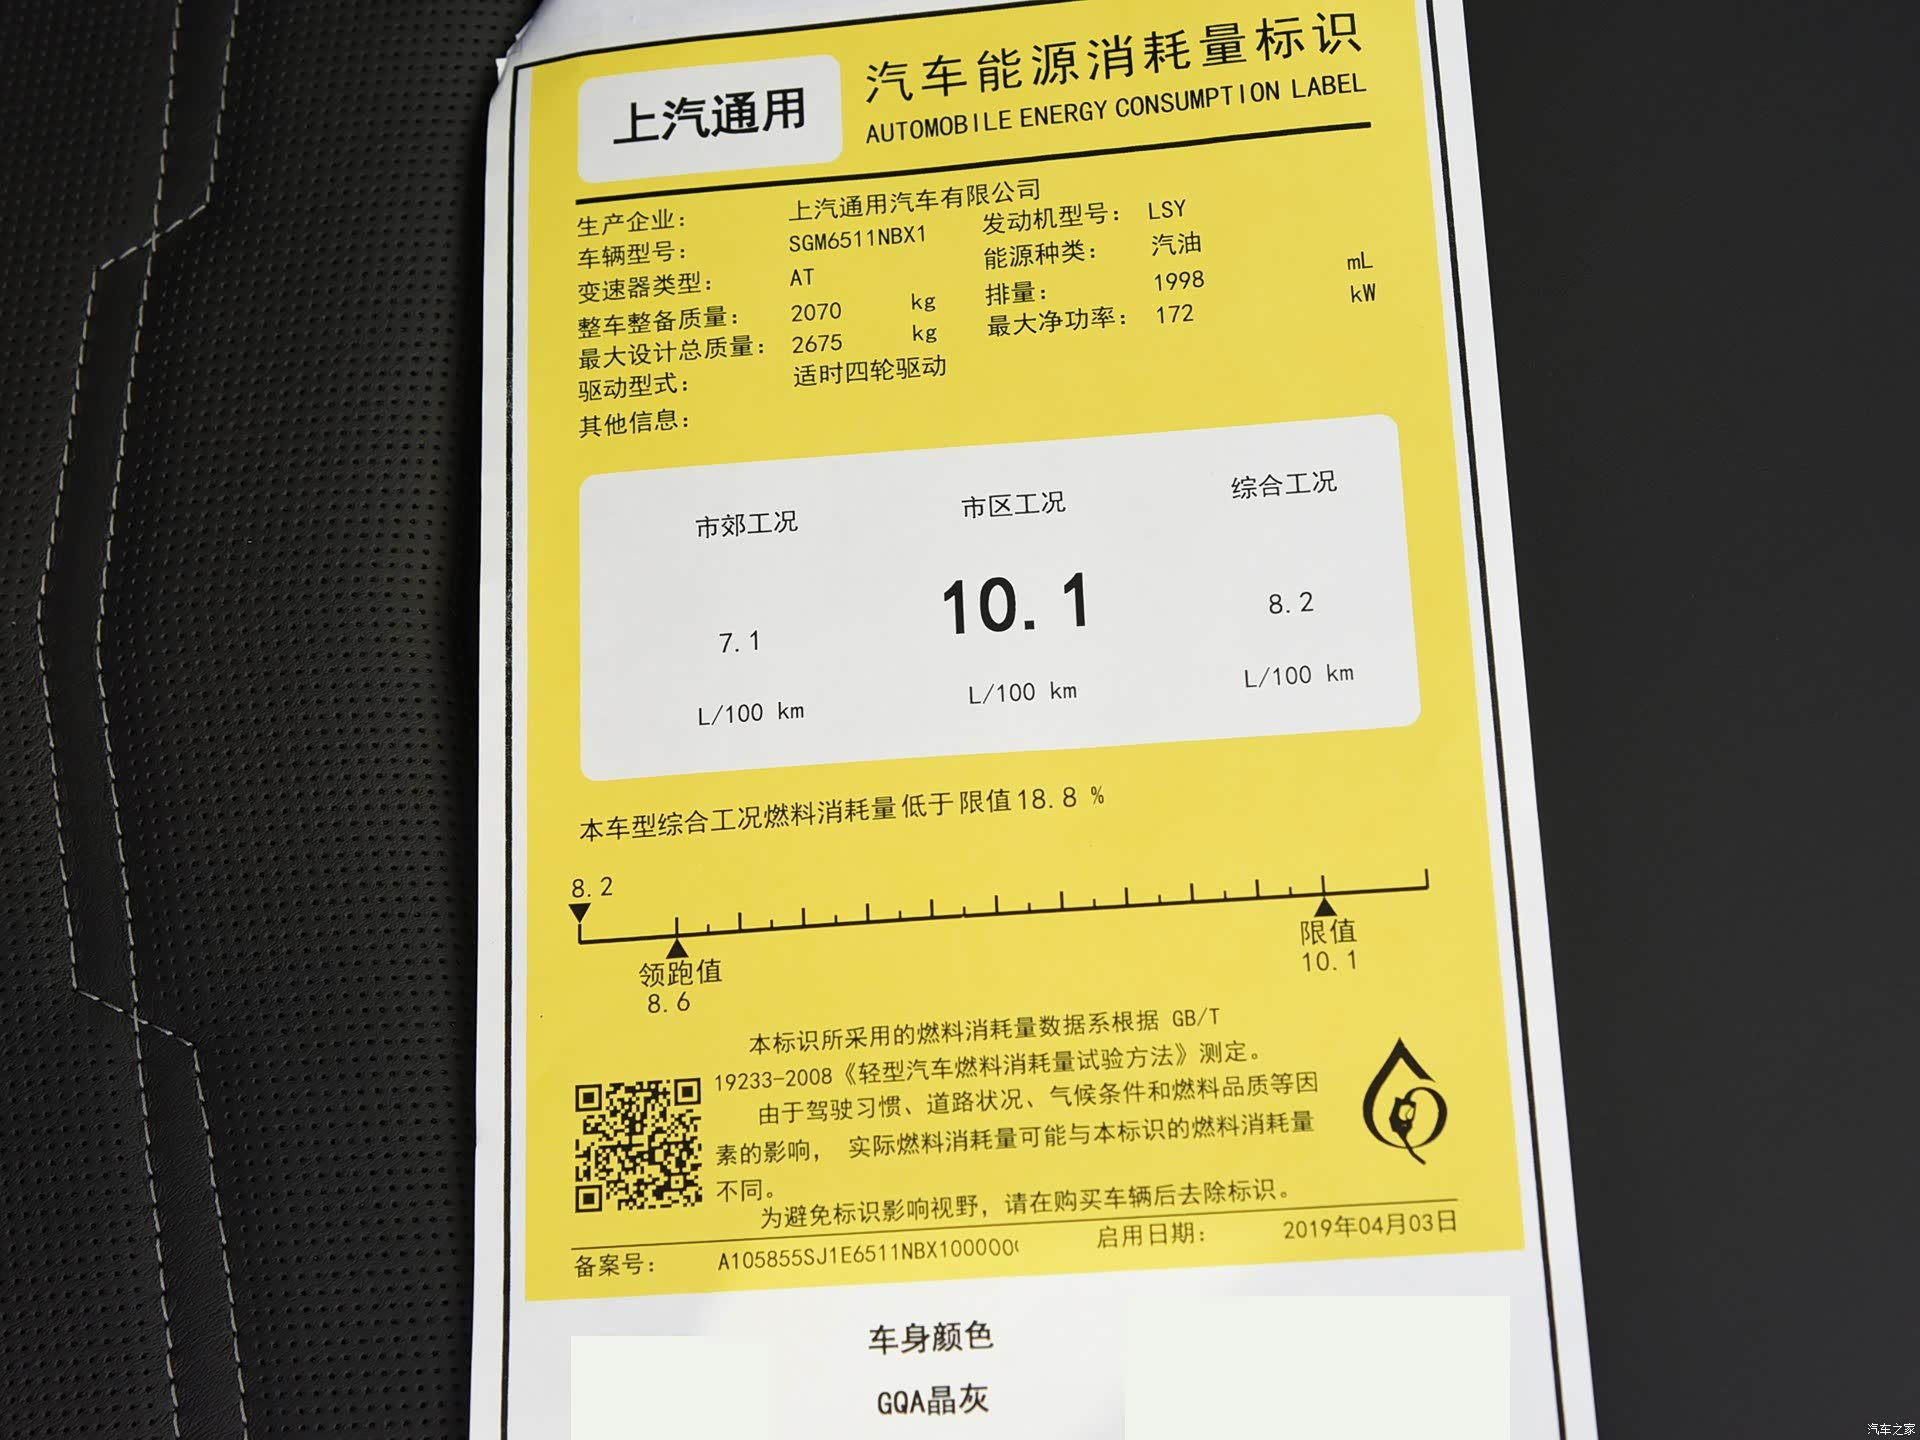 上汽通用
汽车能源消耗量标识
AUTOMOBILE ENERGY CONSUMPTION LABEL
生产企业： 上汽通用汽车有限公司
车辆型号： SGM6511NBX1 发动机型号： LSY
变速器类型： AT 能源种类： 汽油
整车整备质量： 2070 kg 排量： 1998 mL
最大设计总质量： 2675 kg 最大净功率： 172 kW
驱动型式： 适时四轮驱动
其他信息：
市郊工况 市区工况 综合工况
7.1 10.1 8.2
L/100 km L/100 km L/100 km
本车型综合工况燃料消耗量低于限值18.8 %
8.2
领跑值 限值
8.6 10.1
本标识所采用的燃料消耗量数据系根据 GB/T
19233-2008《轻型汽车燃料消耗量试验方法》测定。
由于驾驶习惯、道路状况、气候条件和燃料品质等因
素的影响， 实际燃料消耗量可能与本标识的燃料消耗量
不同。
为避免标识影响视野，请在购买车辆后去除标识。
备案号： 启用日期： 2019年04月03日
车身颜色
GQA晶灰
汽车之家